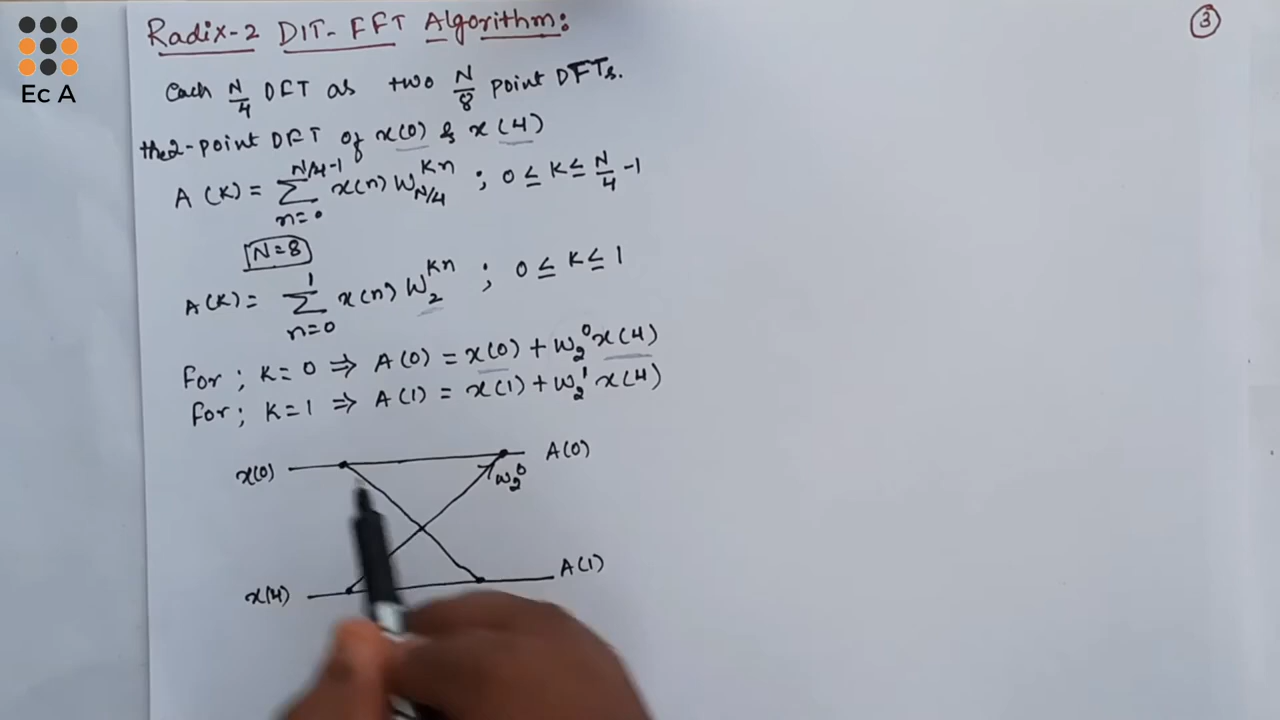 Radix-2 DIT-FFT Algorithm:
③
Ec A
Each N/4 DFT as two N/8 point DFTs.
the 2-point DFT of x(0) & x(4)
A(K) = N/4-1 Σ n=0 x(n) W_{N/4}^{Kn} ; 0 ≤ K ≤ N/4 -1
N=8
A(K) = 1 Σ n=0 x(n) W_2^{Kn} ; 0 ≤ K ≤ 1
For ; K=0 ⇒ A(0) = x(0) + W_2^0 x(4)
For ; K=1 ⇒ A(1) = x(1) + W_2^1 x(4)
x(0) A(0)
W_2^0
x(4) A(1)